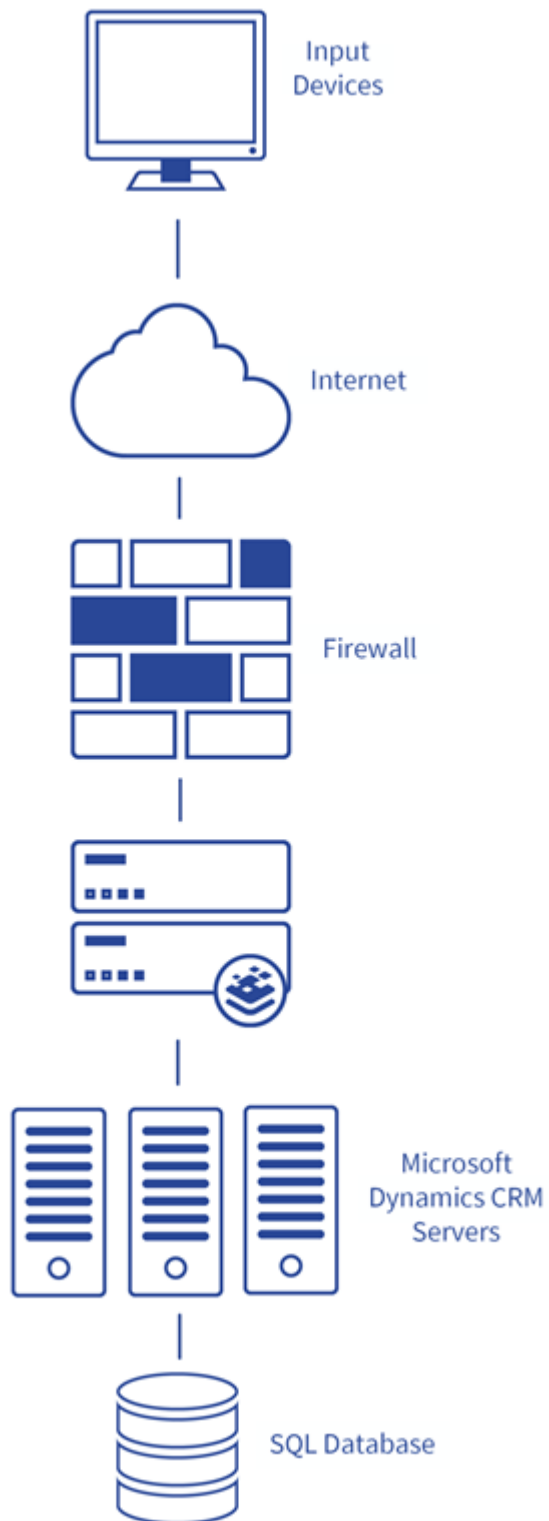 Input
Devices
Internet
Firewall
Microsoft
Dynamics CRM
Servers
SQL Database